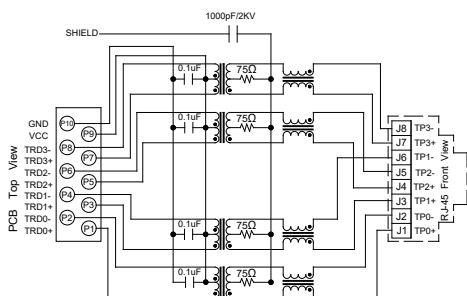 1000pF/2KV
SHIELD
0.1uF 75Ω
0.1uF 75Ω
GND P10
VCC P9
TRD3- P8
TRD3+ P7
TRD2- P6
TRD2+ P5
TRD1- P4
TRD1+ P3
TRD0- P2
TRD0+ P1
PCB Top View
J8 TP3-
J7 TP3+
J6 TP1-
J5 TP2-
J4 TP2+
J3 TP1+
J2 TP0-
J1 TP0+
RJ-45 Front View
0.1uF 75Ω
0.1uF 75Ω